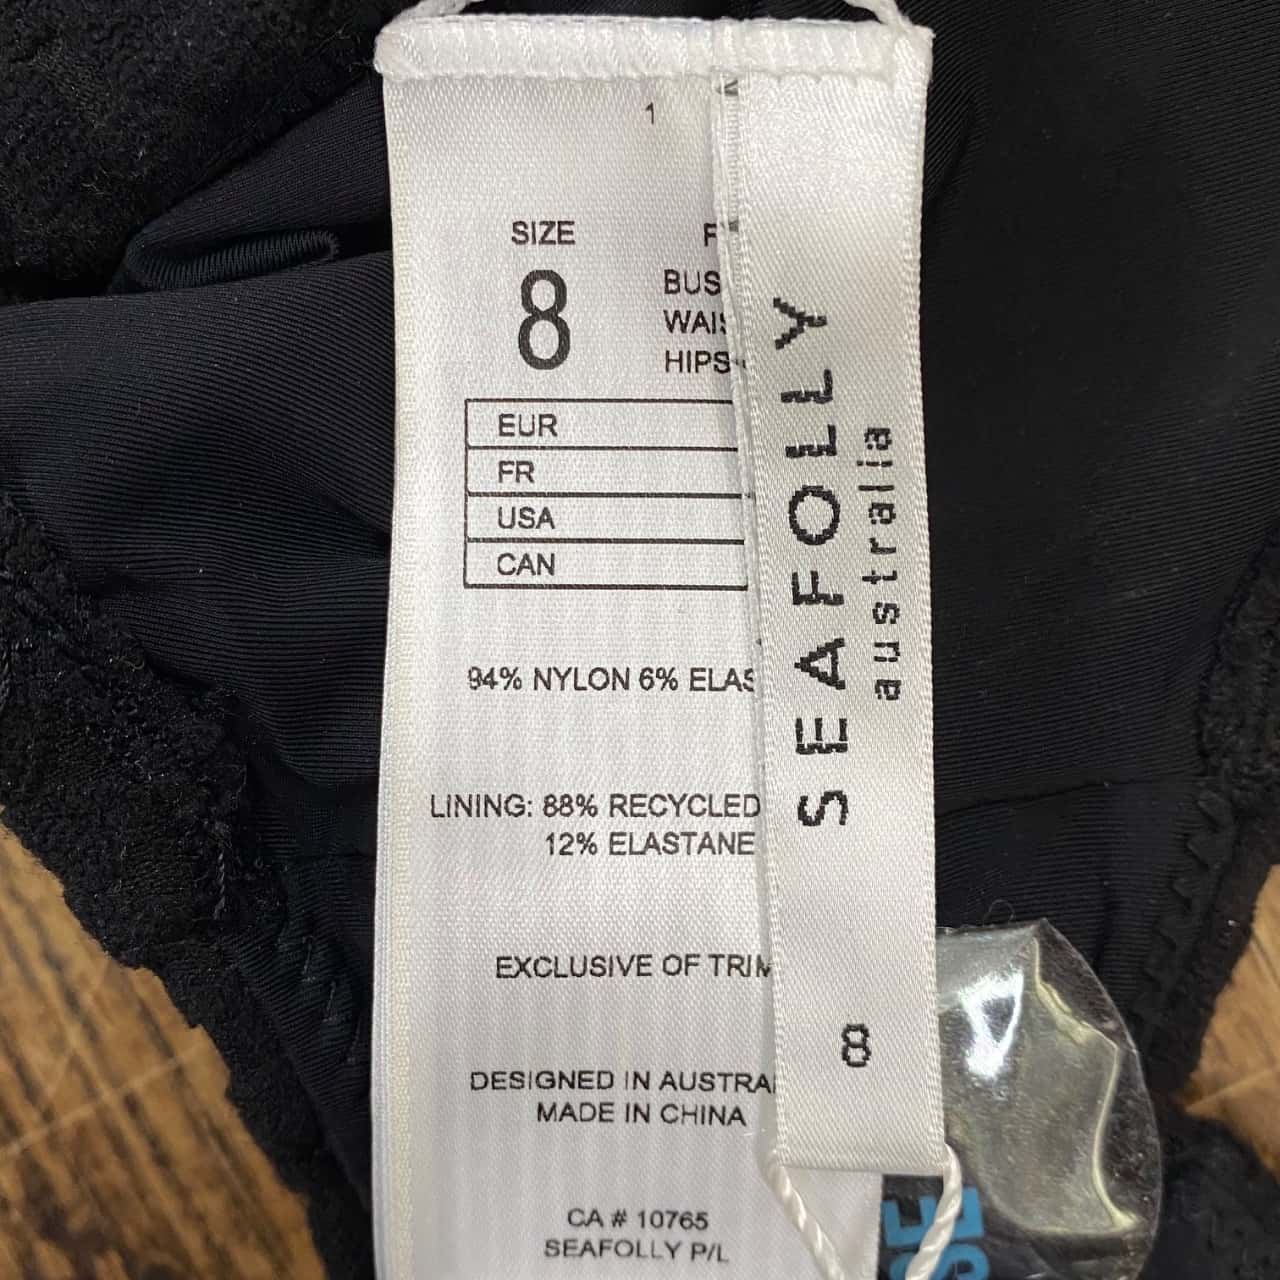 1
SIZE
8
BUS
WAIS
HIPS
EUR
FR
USA
CAN
94% NYLON 6% ELAS
LINING: 88% RECYCLED
12% ELASTANE
EXCLUSIVE OF TRIM
DESIGNED IN AUSTRA
MADE IN CHINA
CA # 10765
SEAFOLLY P/L
SEAFOLLY
australia
8